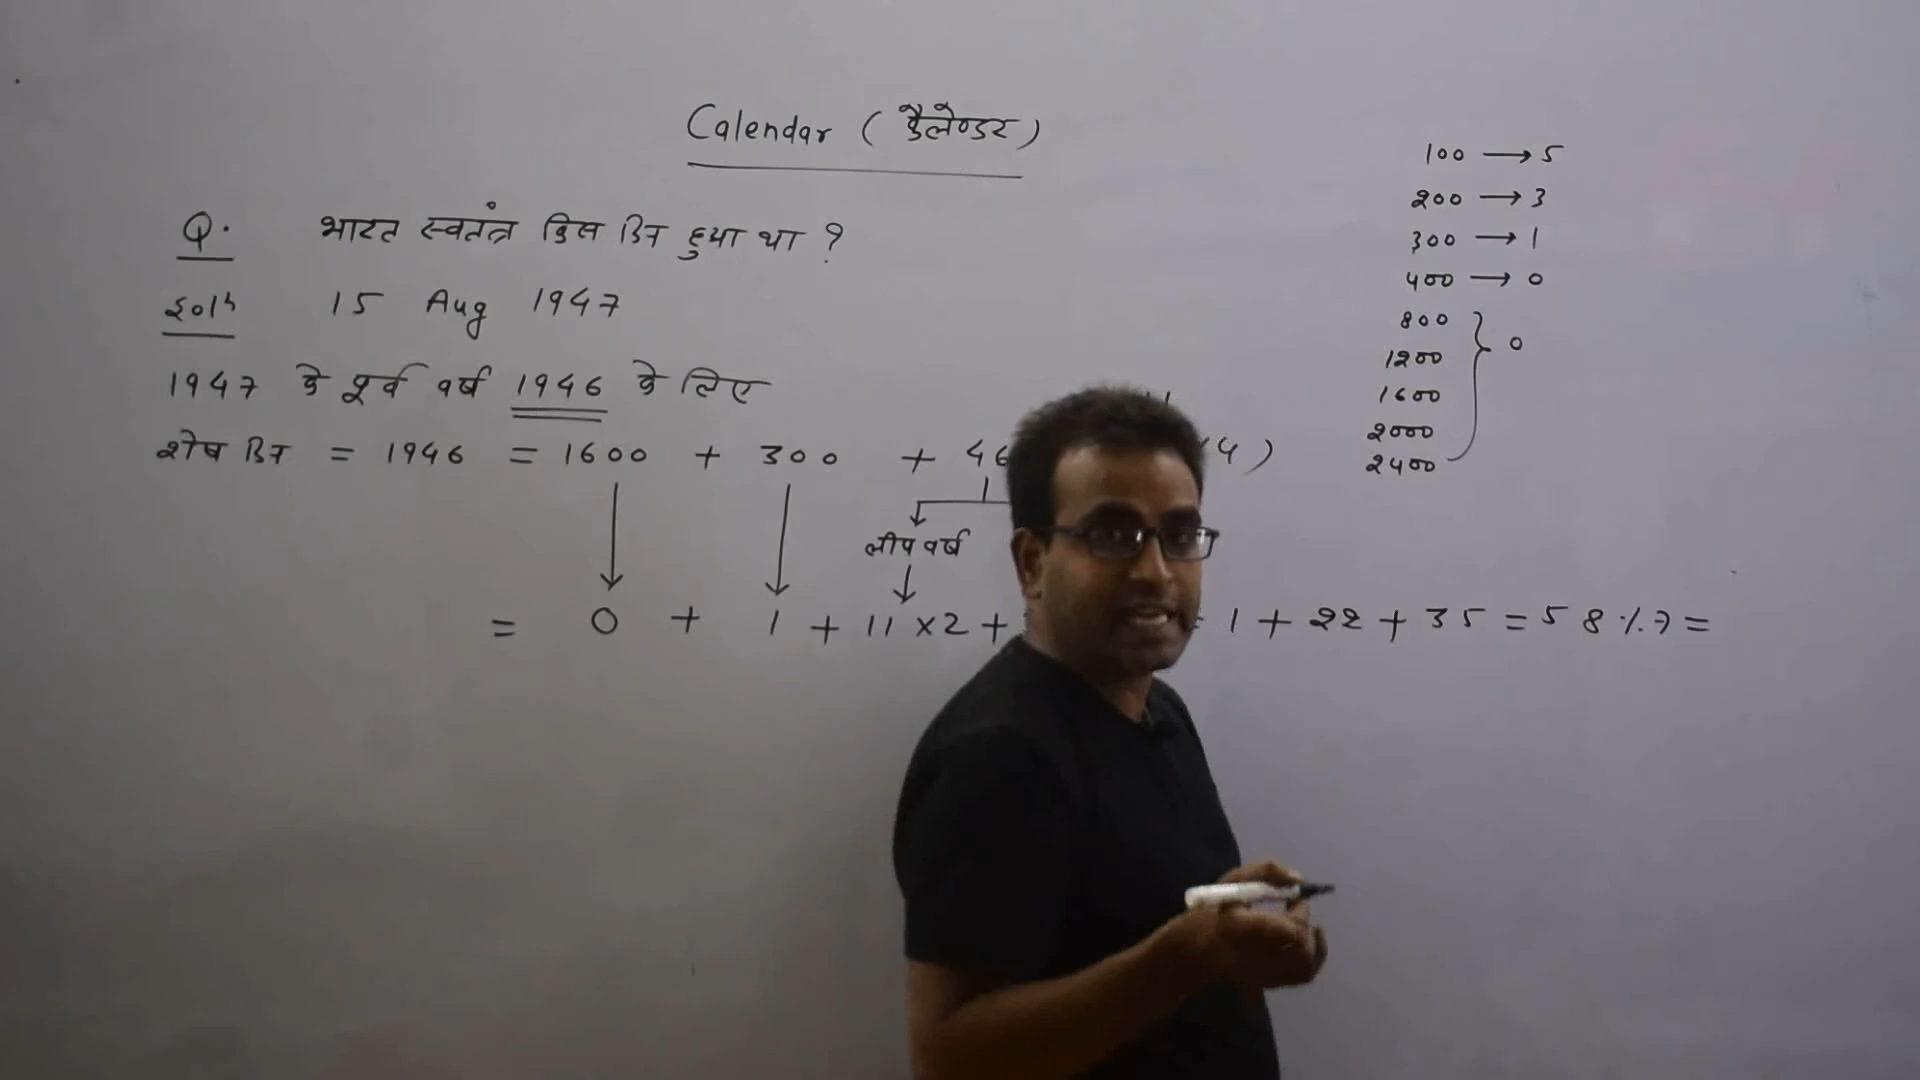 Calendar (कैलेण्डर)
Q. भारत स्वतंत्र किस दिन हुआ था ?
Solⁿ 15 Aug 1947
1947 के पूर्व वर्ष 1946 के लिए
शेष दिन = 1946 = 1600 + 300 + 46 4 )
लीप वर्ष
= 0 + 1 + 11 × 2 + = 1 + 22 + 35 = 58 % 7 =
100 → 5
200 → 3
300 → 1
400 → 0
800
1200
1600
2000
2400
} 0